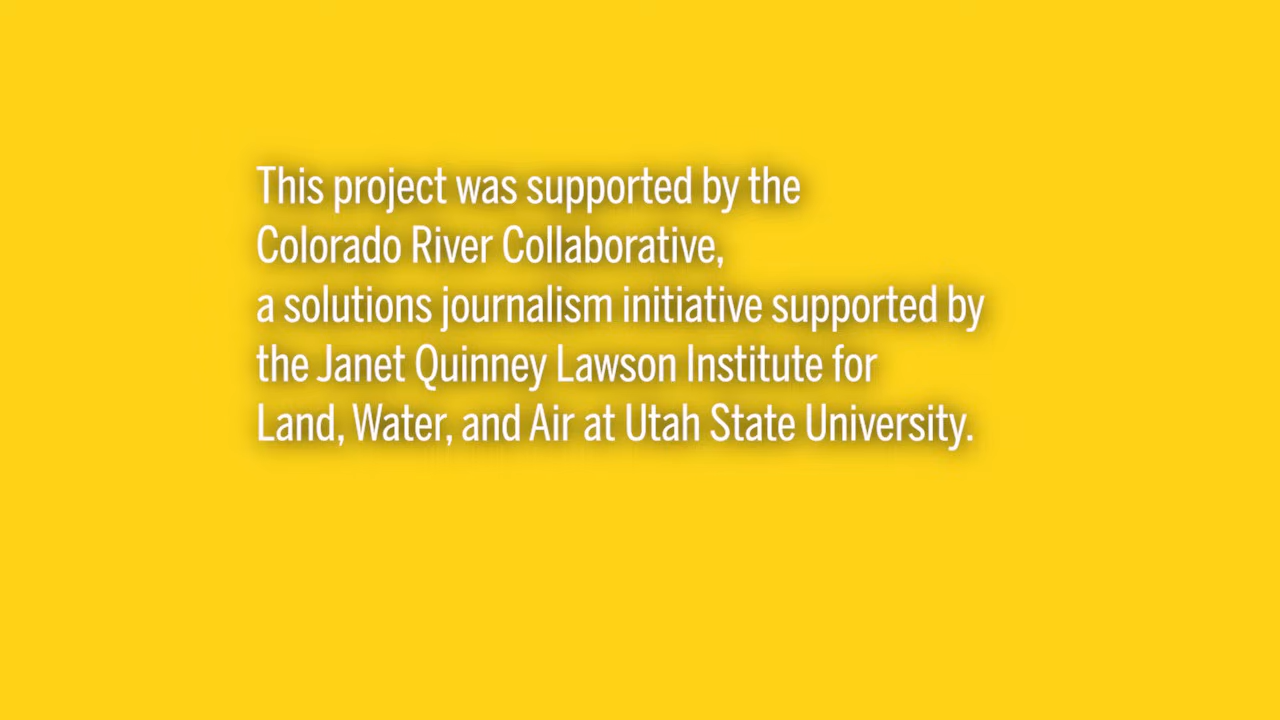 This project was supported by the
Colorado River Collaborative,
a solutions journalism initiative supported by
the Janet Quinney Lawson Institute for
Land, Water, and Air at Utah State University.